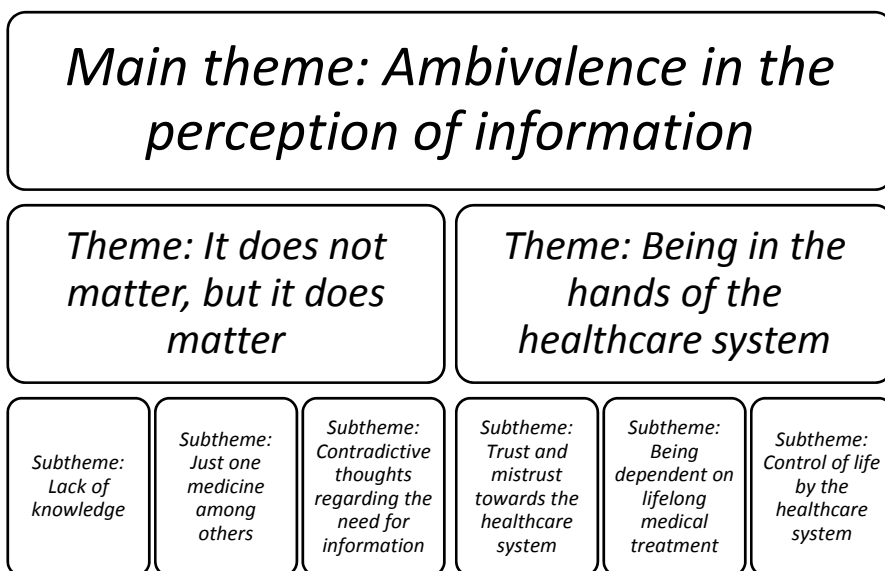 Main theme: Ambivalence in the
perception of information
Theme: It does not
matter, but it does
matter
Theme: Being in the
hands of the
healthcare system
Subtheme:
Lack of
knowledge
Subtheme:
Just one
medicine
among
others
Subtheme:
Contradictive
thoughts
regarding the
need for
information
Subtheme:
Trust and
mistrust
towards the
healthcare
system
Subtheme:
Being
dependent on
lifelong
medical
treatment
Subtheme:
Control of life
by the
healthcare
system